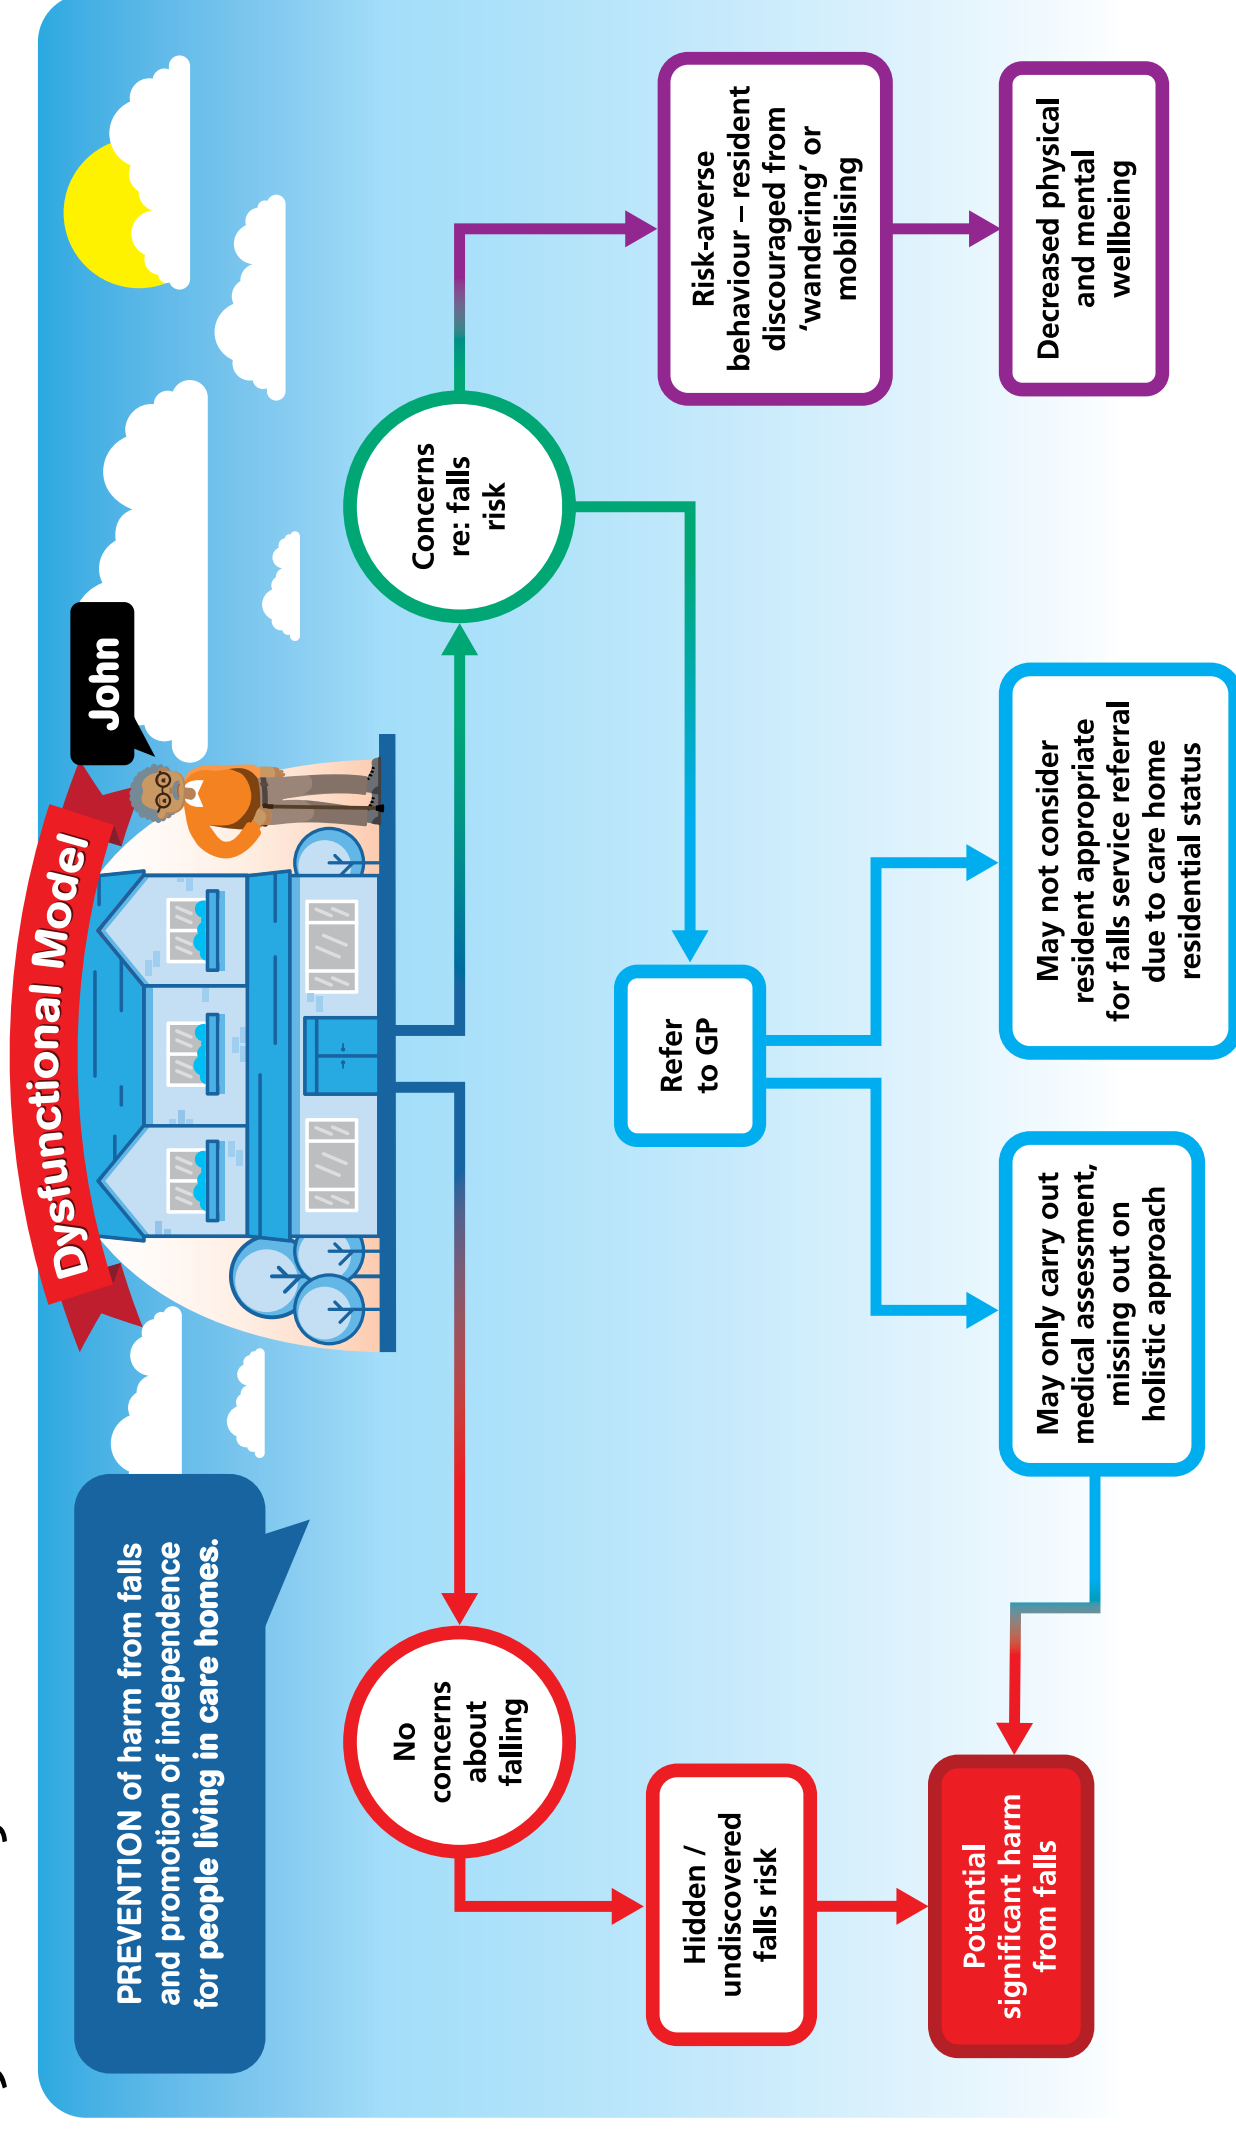 Dysfunctional Model
John
PREVENTION of harm from falls
and promotion of independence
for people living in care homes.
No
concerns
about
falling
Concerns
re: falls
risk
Hidden /
undiscovered
falls risk
Refer
to GP
Risk-averse
behaviour – resident
discouraged from
‘wandering’ or
mobilising
Potential
significant harm
from falls
May only carry out
medical assessment,
missing out on
holistic approach
May not consider
resident appropriate
for falls service referral
due to care home
residential status
Decreased physical
and mental
wellbeing